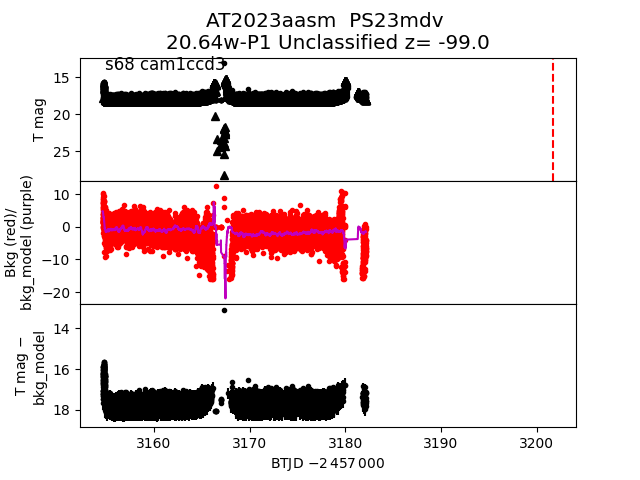 AT2023aasm  PS23mdv
20.64w-P1 Unclassified z= -99.0
s68 cam1ccd3
T mag
15
20
25
Bkg (red)/
bkg_model (purple)
10
0
−10
−20
T mag −
bkg_model
14
16
18
3160
3170
3180
3190
3200
BTJD −2 457 000